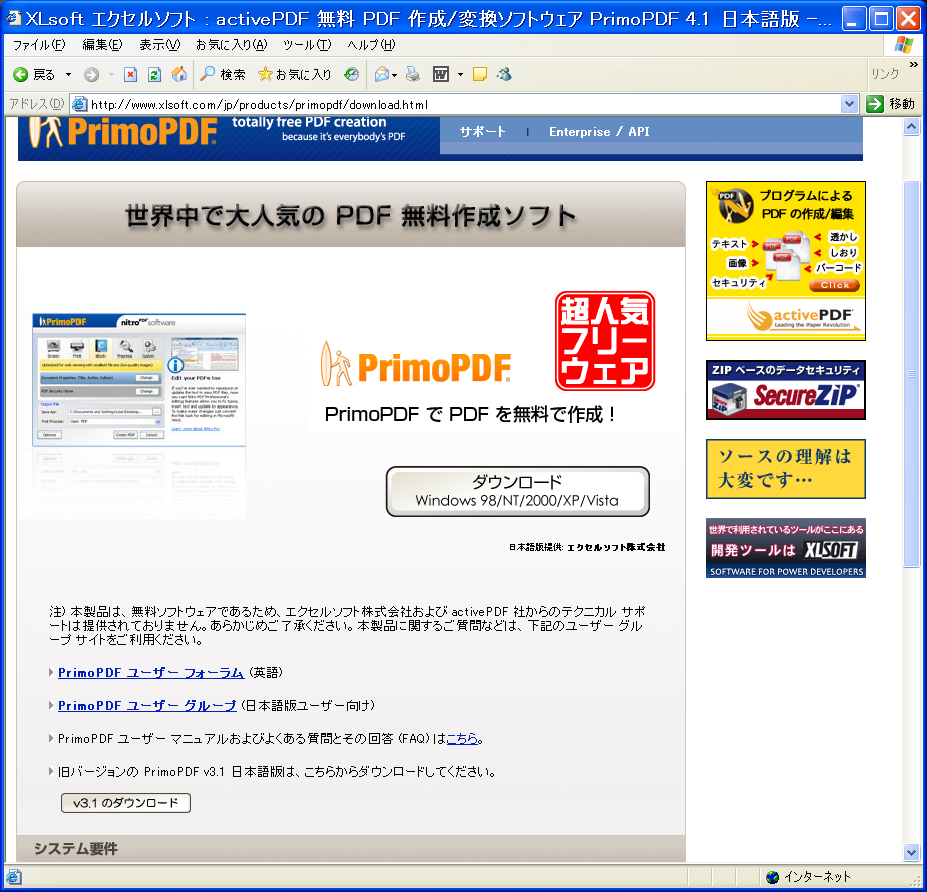 XLsoft エクセルソフト : activePDF 無料 PDF 作成/変換ソフトウェア PrimoPDF 4.1 日本語版 -...
ファイル(F) 編集(E) 表示(V) お気に入り(A) ツール(T) ヘルプ(H)
戻る 検索 お気に入り リンク
アドレス(D) http://www.xlsoft.com/jp/products/primopdf/download.html 移動
PrimoPDF totally free PDF creation
because it's everybody's PDF
サポート | Enterprise / API
世界中で大人気の PDF 無料作成ソフト
PrimoPDF nitroPDF software
Screen Print eBook Prepress Custom
Document Properties (Title, Author, Subject) Change
PDF Security: None Change
Save As:
Post Process: Open PDF
Options Create PDF Cancel
Edit your PDFs too
PrimoPDF
超人気
フリー
ウェア
PrimoPDF で PDF を無料で作成！
ダウンロード
Windows 98/NT/2000/XP/Vista
日本語版提供: エクセルソフト株式会社
注) 本製品は、無料ソフトウェアであるため、エクセルソフト株式会社および activePDF 社からのテクニカル サポ
ートは提供されておりません。あらかじめご了承ください。本製品に関するご質問などは、下記のユーザー グル
ープ サイトをご利用ください。
PrimoPDF ユーザー フォーラム (英語)
PrimoPDF ユーザー グループ (日本語版ユーザー向け)
PrimoPDF ユーザー マニュアルおよびよくある質問とその回答 (FAQ) はこちら。
旧バージョンの PrimoPDF v3.1 日本語版は、こちらからダウンロードしてください。
v3.1 のダウンロード
システム要件
PDF
プログラムによる
PDF の作成/編集
テキスト
画像
セキュリティ
PDF
PDF
PDF
透かし
しおり
バーコード
Click
activePDF
Leading the iPaper Revolution
ZIP ベースのデータセキュリティ
SecureZIP
ソースの理解は
大変です…
世界で利用されているツールがここにある
開発ツールは XLSOFT
SOFTWARE FOR POWER DEVELOPERS
インターネット